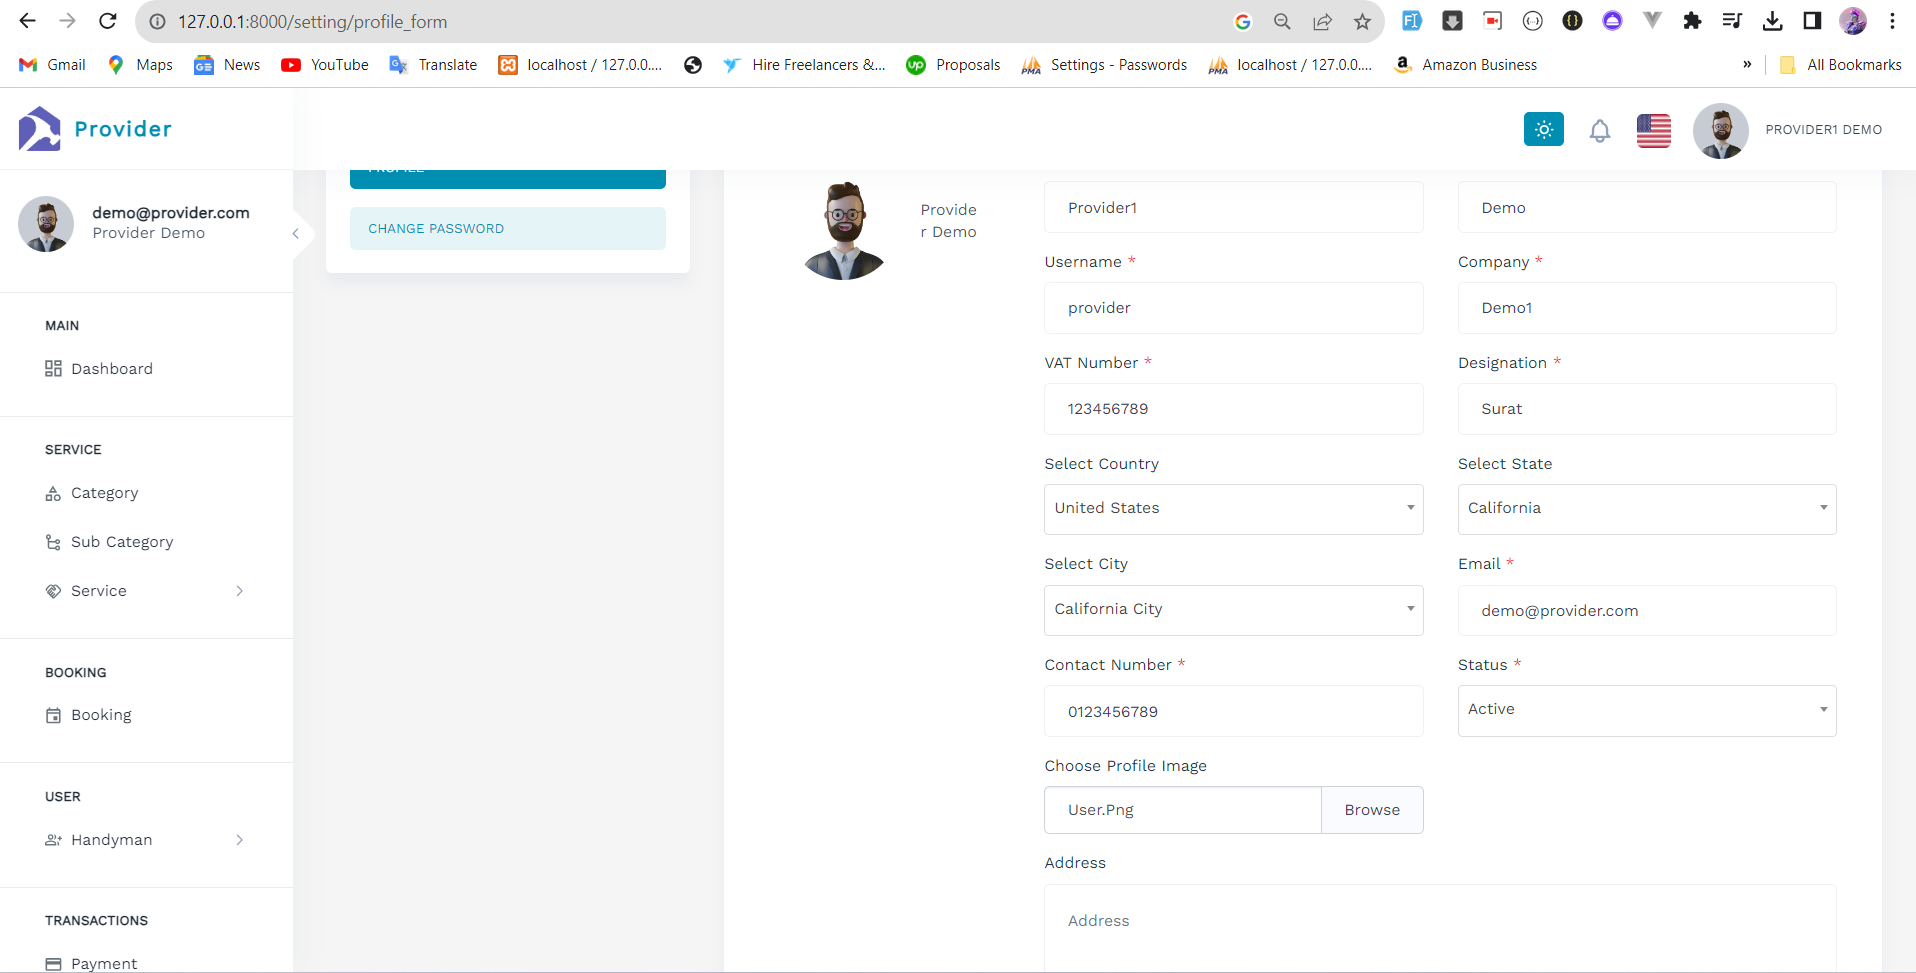 127.0.0.1:8000/setting/profile_form
Gmail
Maps
News
YouTube
Translate
localhost / 127.0.0....
Hire Freelancers &...
Proposals
Settings - Passwords
localhost / 127.0.0....
Amazon Business
»
All Bookmarks
Provider
PROVIDER1 DEMO
demo@provider.com
Provider Demo
MAIN
Dashboard
SERVICE
Category
Sub Category
Service
BOOKING
Booking
USER
Handyman
TRANSACTIONS
Payment
PROFILE
CHANGE PASSWORD
Provide
r Demo
Provider1
Demo
Username *
Company *
provider
Demo1
VAT Number *
Designation *
123456789
Surat
Select Country
Select State
United States
California
Select City
Email *
California City
demo@provider.com
Contact Number *
Status *
0123456789
Active
Choose Profile Image
User.Png
Browse
Address
Address